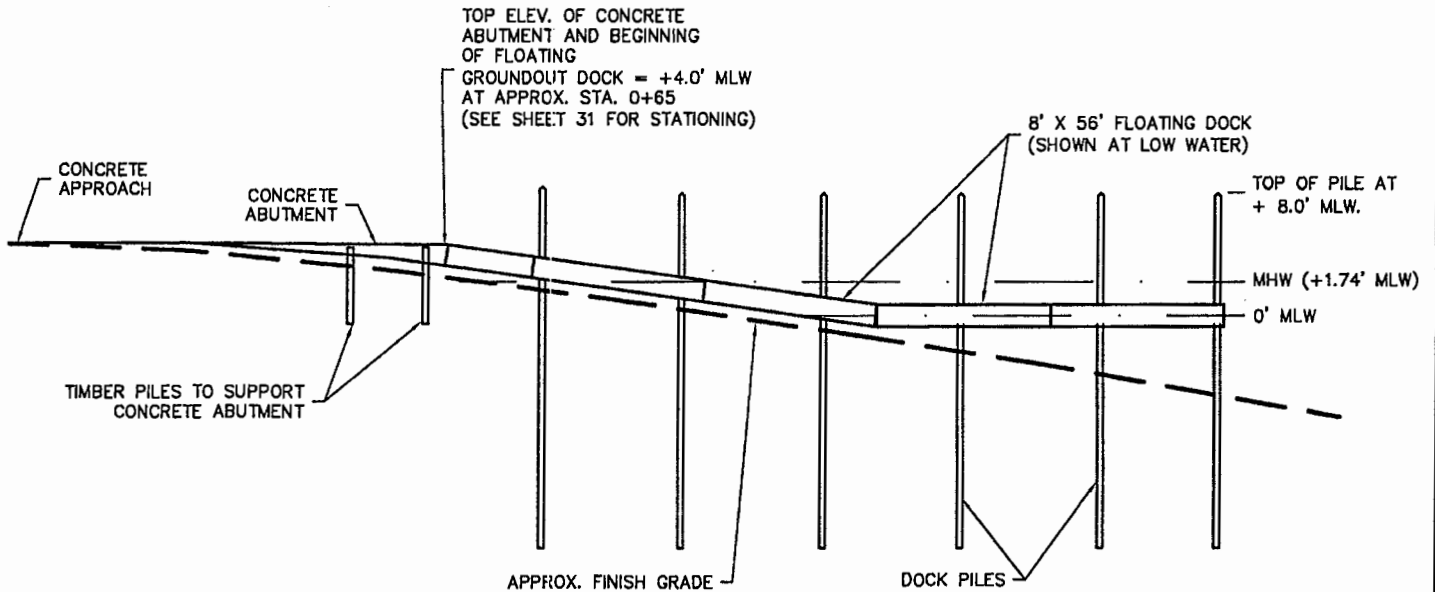 TOP ELEV. OF CONCRETE
ABUTMENT AND BEGINNING
OF FLOATING
GROUNDOUT DOCK = +4.0' MLW
AT APPROX. STA. 0+65
(SEE SHEET 31 FOR STATIONING)
8' X 56' FLOATING DOCK
(SHOWN AT LOW WATER)
CONCRETE
APPROACH
CONCRETE
ABUTMENT
TOP OF PILE AT
+ 8.0' MLW.
MHW (+1.74' MLW)
0' MLW
TIMBER PILES TO SUPPORT
CONCRETE ABUTMENT
APPROX. FINISH GRADE
DOCK PILES